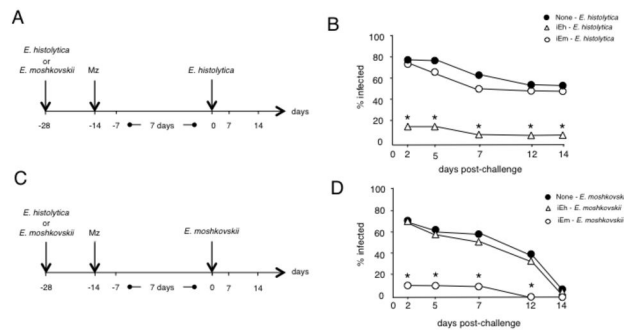 A
E. histolytica
or
E. moshkovskii
Mz
E. histolytica
days
-28
-14
-7
7 days
0
7
14
B
None - E. histolytica
iEh - E. histolytica
iEm - E. histolytica
% infected
100
80
60
40
20
* * * * *
0 2 5 7 12 14
days post-challenge
C
E. histolytica
or
E. moshkovskii
Mz
E. moshkovskii
days
-28
-14
-7
7 days
0
7
14
D
None - E. moshkovskii
iEh - E. moshkovskii
iEm - E. moshkovskii
% infected
100
80
60
40
20
0
* * * *
0 2 5 7 12 14
days post-challenge